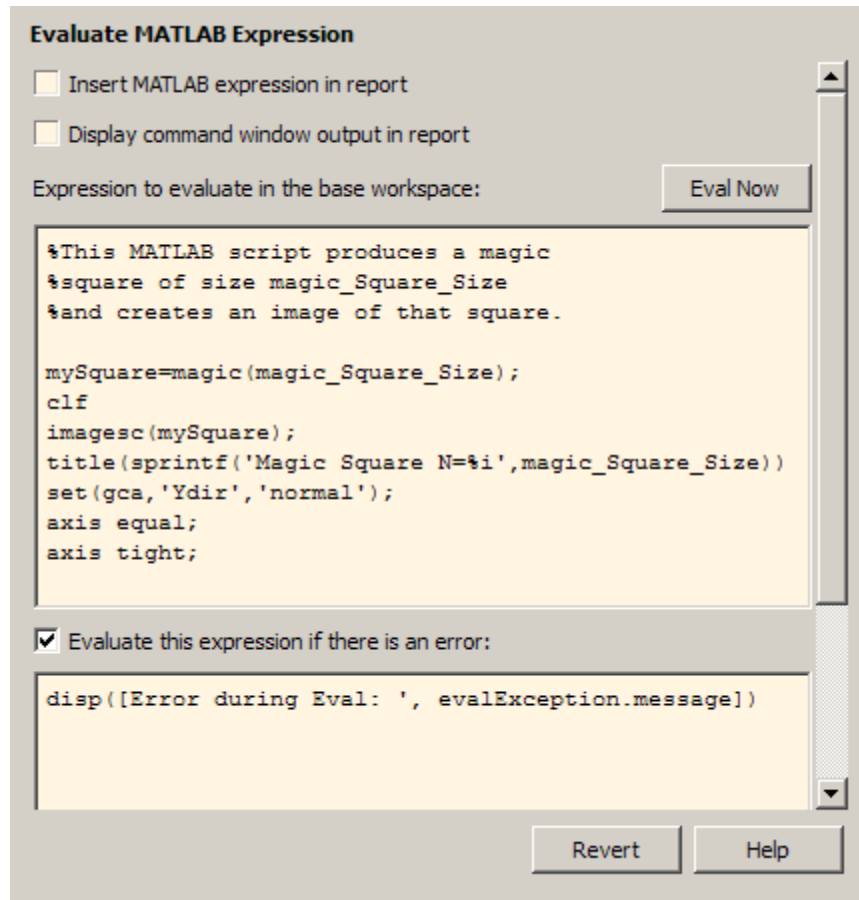 Evaluate MATLAB Expression
Insert MATLAB expression in report
Display command window output in report
Expression to evaluate in the base workspace:
Eval Now
%This MATLAB script produces a magic
%square of size magic_Square_Size
%and creates an image of that square.
mySquare=magic(magic_Square_Size);
clf
imagesc(mySquare);
title(sprintf('Magic Square N=%i',magic_Square_Size))
set(gca,'Ydir','normal');
axis equal;
axis tight;
Evaluate this expression if there is an error:
disp([Error during Eval: ', evalException.message])
Revert
Help